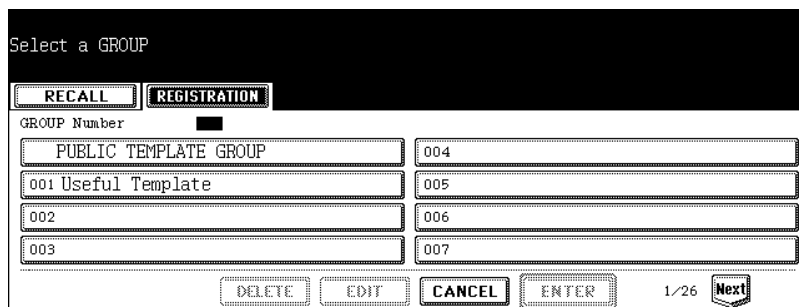 Select a GROUP
RECALL REGISTRATION
GROUP Number
PUBLIC TEMPLATE GROUP 004
001 Useful Template 005
002 006
003 007
DELETE EDIT CANCEL ENTER 1/26 Next